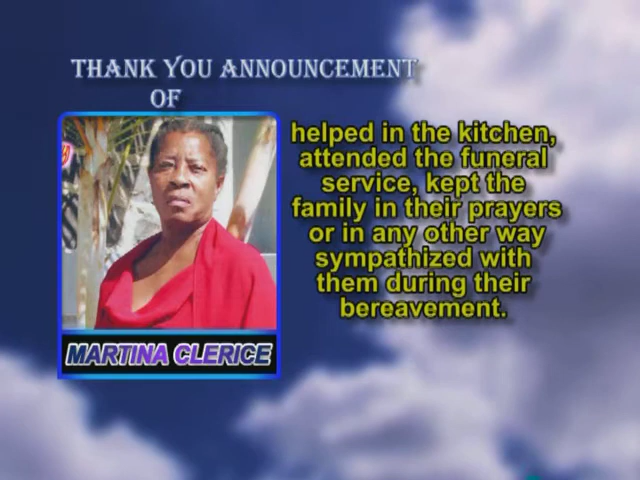 THANK YOU ANNOUNCEMENT
OF
MARTINA CLERICE
helped in the kitchen,
attended the funeral
service, kept the
family in their prayers
or in any other way
sympathized with
them during their
bereavement.